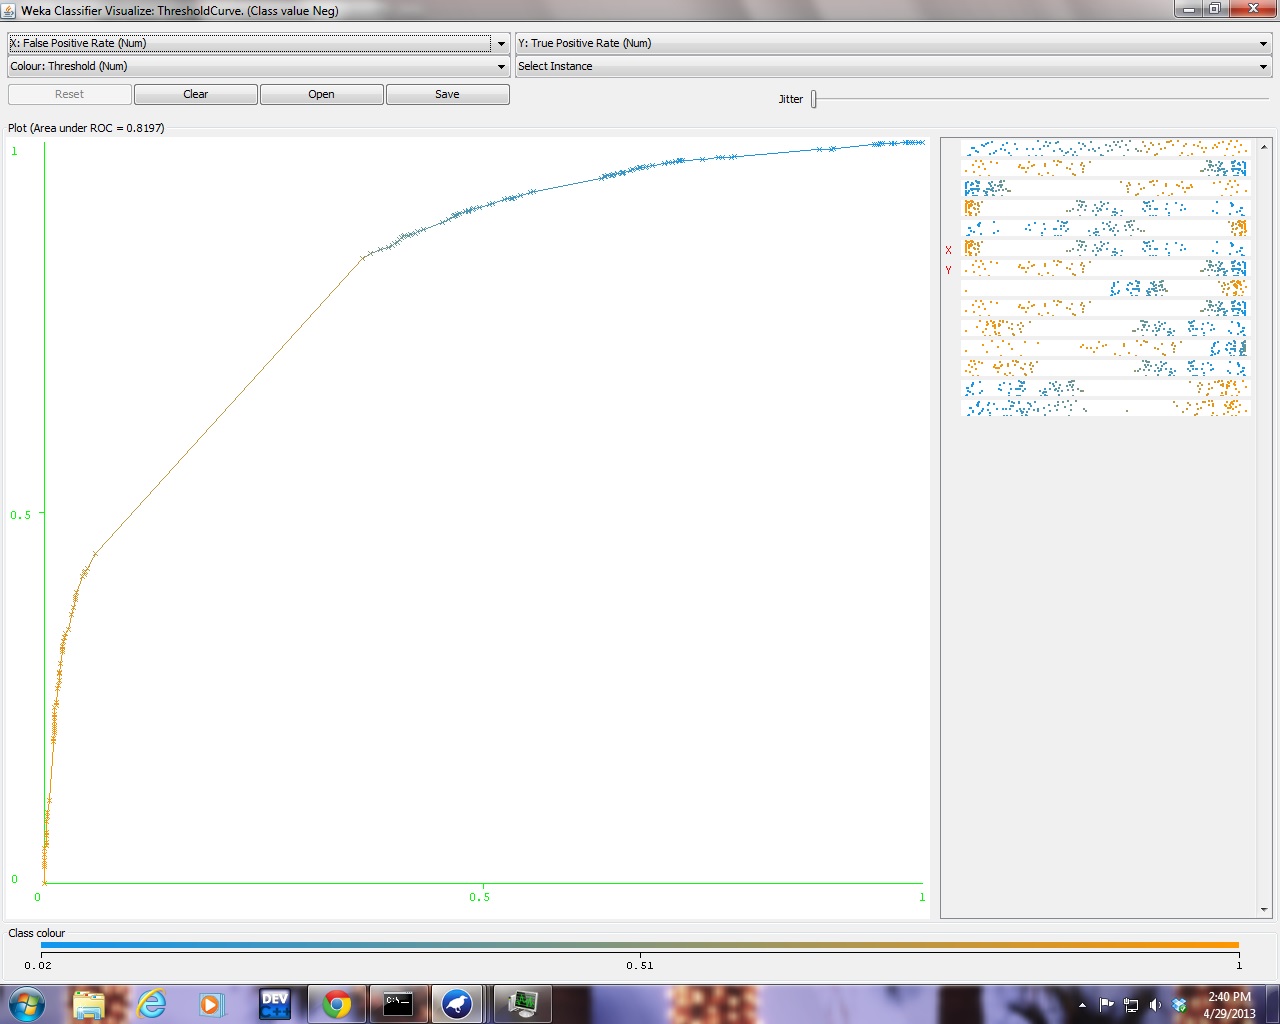 Weka Classifier Visualize: ThresholdCurve. (Class value Neg)
X: False Positive Rate (Num)
Y: True Positive Rate (Num)
Colour: Threshold (Num)
Select Instance
Reset
Clear
Open
Save
Jitter
Plot (Area under ROC = 0.8197)
1
0.5
0
0
0.5
1
X
Y
Class colour
0.02
0.51
1
DEV
C++
C:\
2:40 PM
4/29/2013